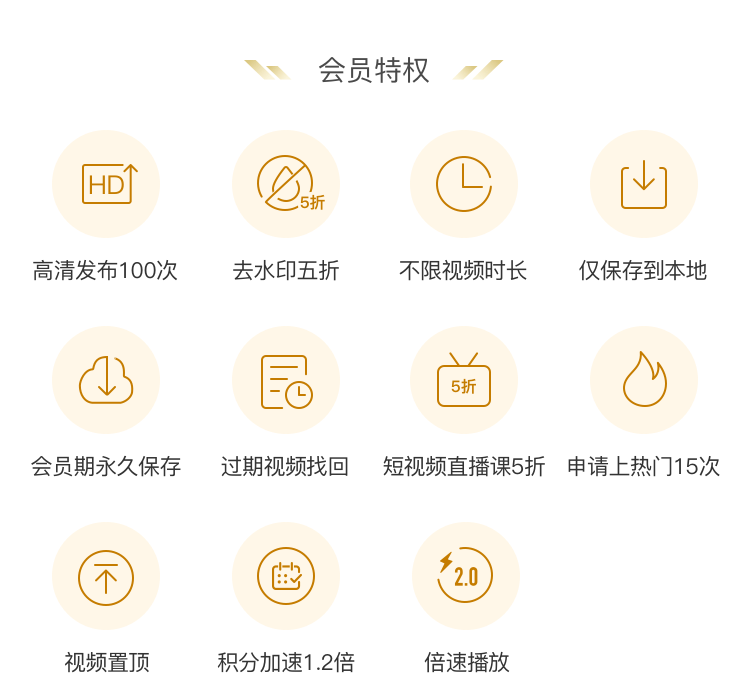 会员特权
HD
5折
高清发布100次
去水印五折
不限视频时长
仅保存到本地
5折
会员期永久保存
过期视频找回
短视频直播课5折
申请上热门15次
2.0
视频置顶
积分加速1.2倍
倍速播放